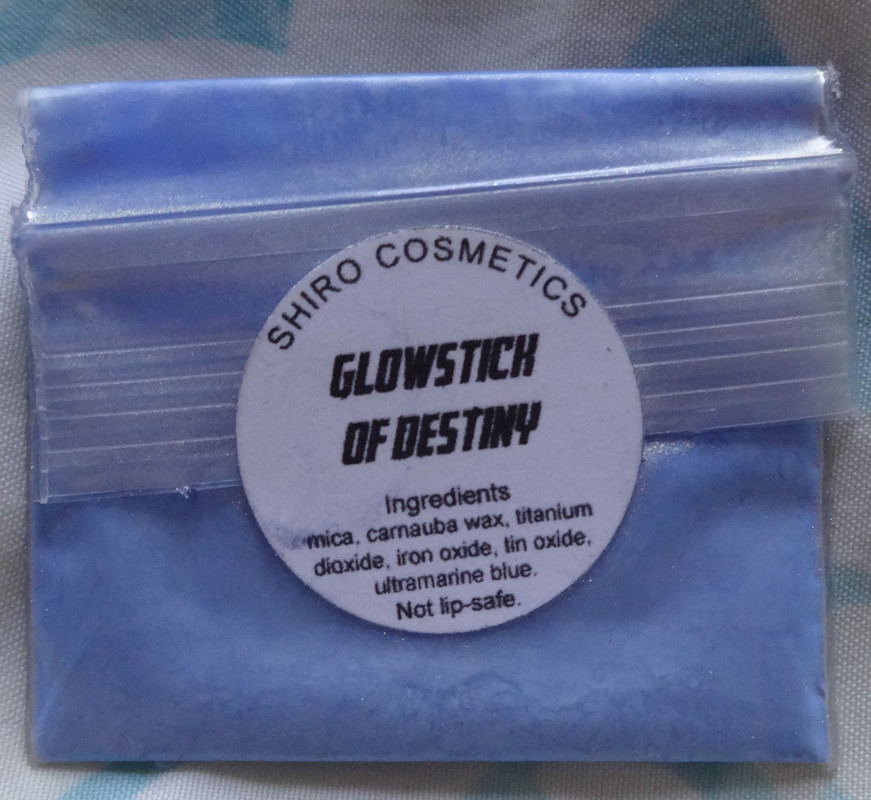 SHIRO COSMETICS
GLOWSTICK
OF DESTINY
Ingredients
mica, carnauba wax, titanium
dioxide, iron oxide, tin oxide,
ultramarine blue.
Not lip-safe.